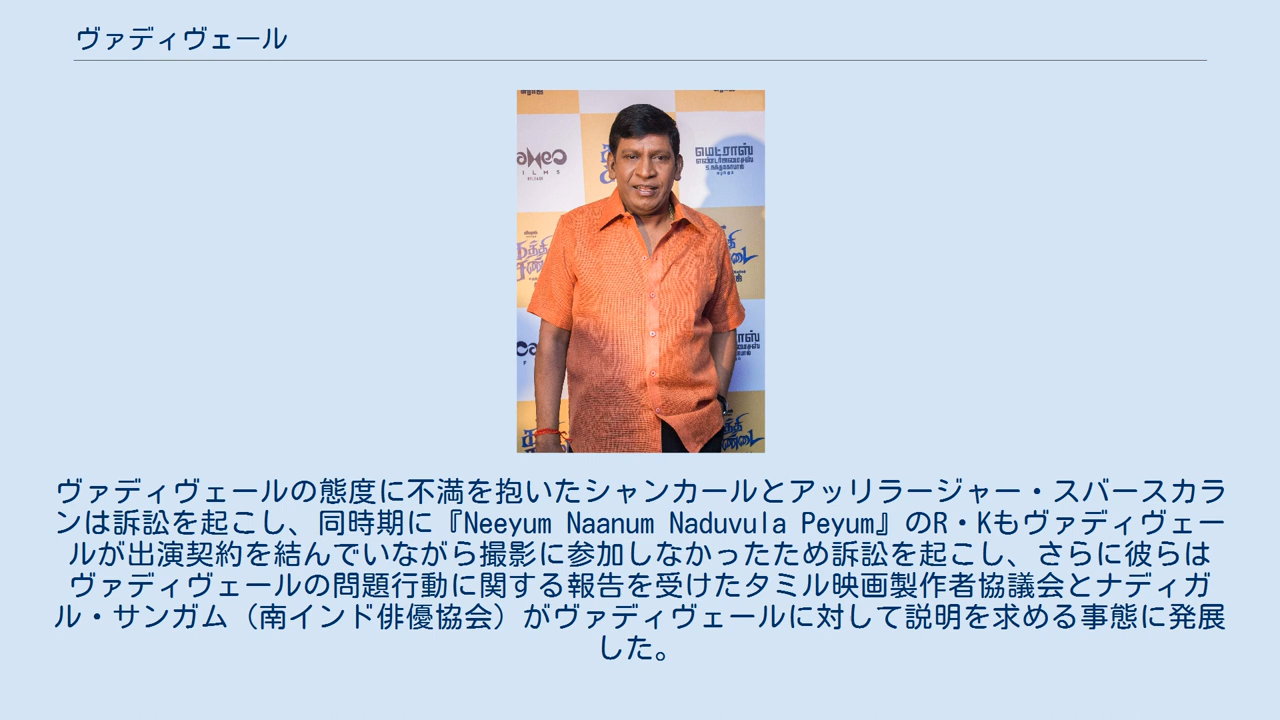 ヴァディヴェール
AMEO
FILMS
மெட்ராஸ்
கத்தி
சண்டை
ராஸ்
ヴァディヴェールの態度に不満を抱いたシャンカールとアッリラージャー・スバースカラ
ンは訴訟を起こし、同時期に『Neeyum Naanum Naduvula Peyum』のR・Kもヴァディヴェー
ルが出演契約を結んでいながら撮影に参加しなかったため訴訟を起こし、さらに彼らは
ヴァディヴェールの問題行動に関する報告を受けたタミル映画製作者協議会とナディガ
ル・サンガム（南インド俳優協会）がヴァディヴェールに対して説明を求める事態に発展
した。